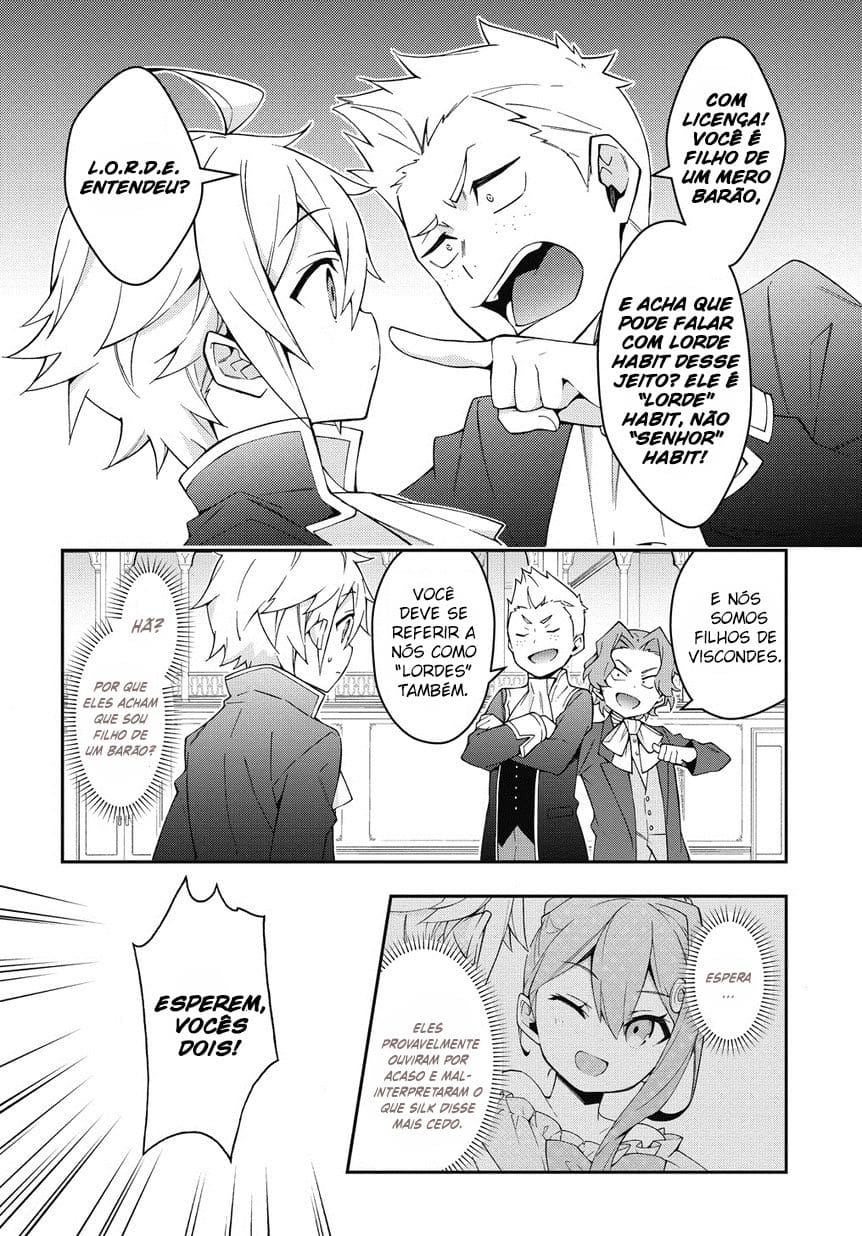 COM
LICENÇA!
VOCÊ É
FILHO DE
UM MERO
BARÃO,
E ACHA QUE
PODE FALAR
COM LORDE
HABIT DESSE
JEITO? ELE É
“LORDE”
HABIT, NÃO
“SENHOR”
HABIT!
L.O.R.D.E.
ENTENDEU?
E NÓS
SOMOS
FILHOS DE
VISCONDES.
VOCÊ
DEVE SE
REFERIR A
NÓS COMO
“LORDES”
TAMBÉM.
HÃ?
POR QUE
ELES ACHAM
QUE SOU
FILHO DE
UM BARÃO?
ESPERA
...
ELES
PROVAVELMENTE
OUVIRAM POR
ACASO E MAL-
INTERPRETARAM O
QUE SILK DISSE
MAIS CEDO.
ESPEREM,
VOCÊS
DOIS!